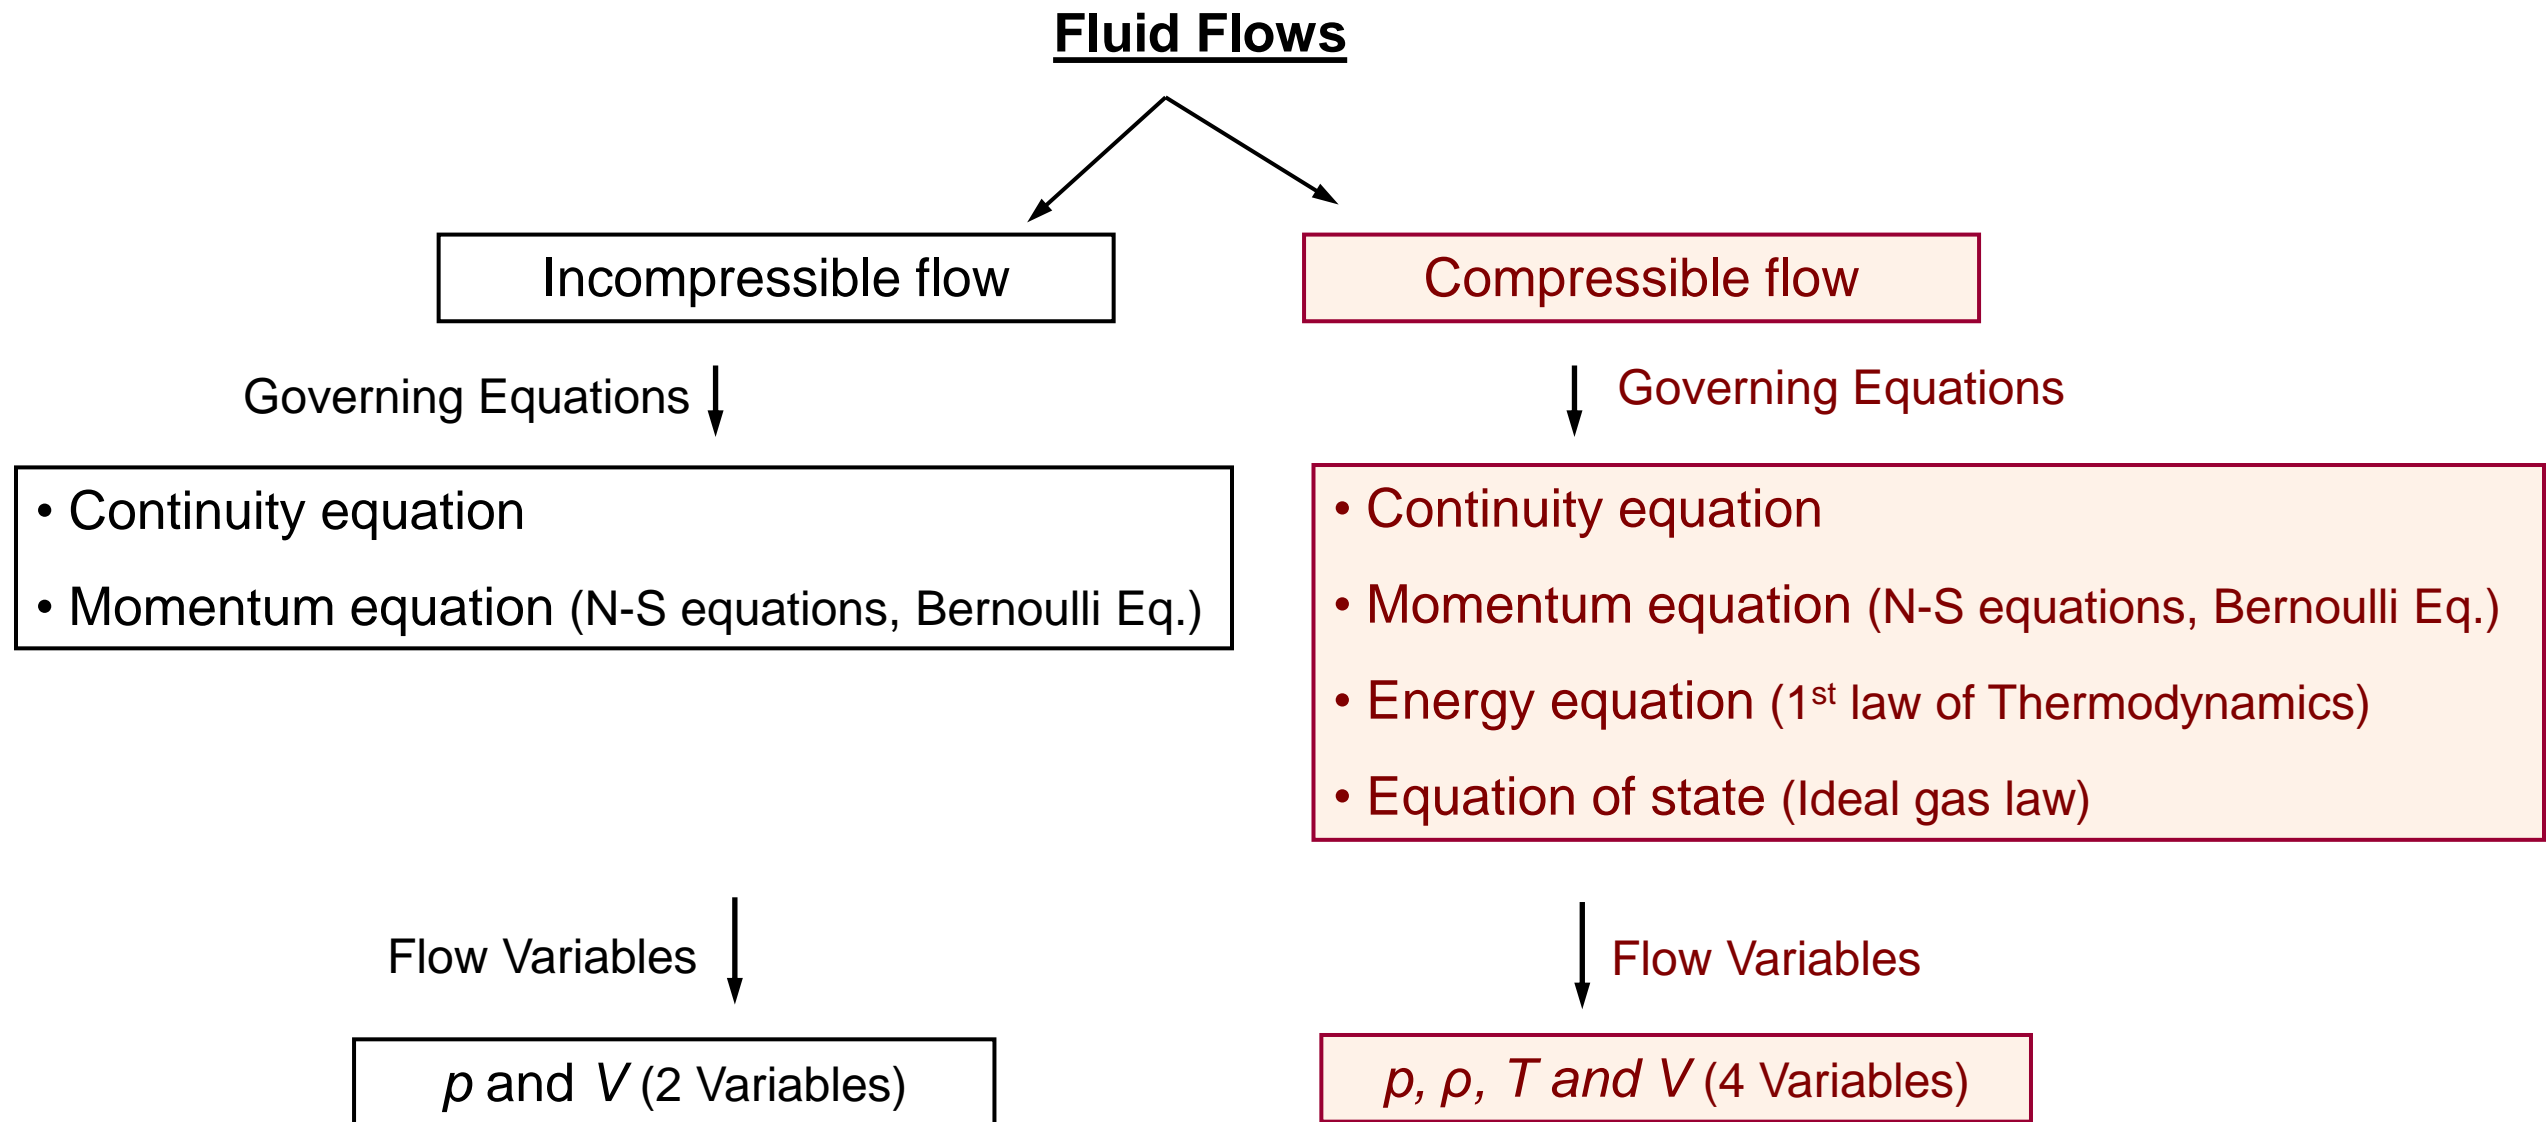 Fluid Flows
Incompressible flow
Compressible flow
Governing Equations
Governing Equations
• Continuity equation
• Momentum equation (N-S equations, Bernoulli Eq.)
• Continuity equation
• Momentum equation (N-S equations, Bernoulli Eq.)
• Energy equation (1st law of Thermodynamics)
• Equation of state (Ideal gas law)
Flow Variables
Flow Variables
p and V (2 Variables)
p, ρ, T and V (4 Variables)